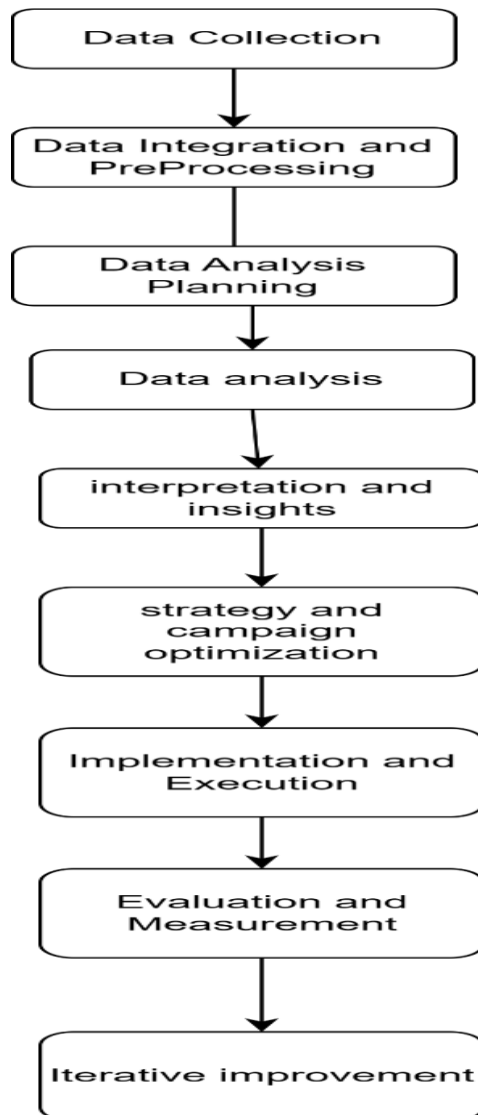 Data Collection
Data Integration and
PreProcessing
Data Analysis
Planning
Data analysis
interpretation and
insights
strategy and
campaign
optimization
Implementation and
Execution
Evaluation and
Measurement
Iterative improvement